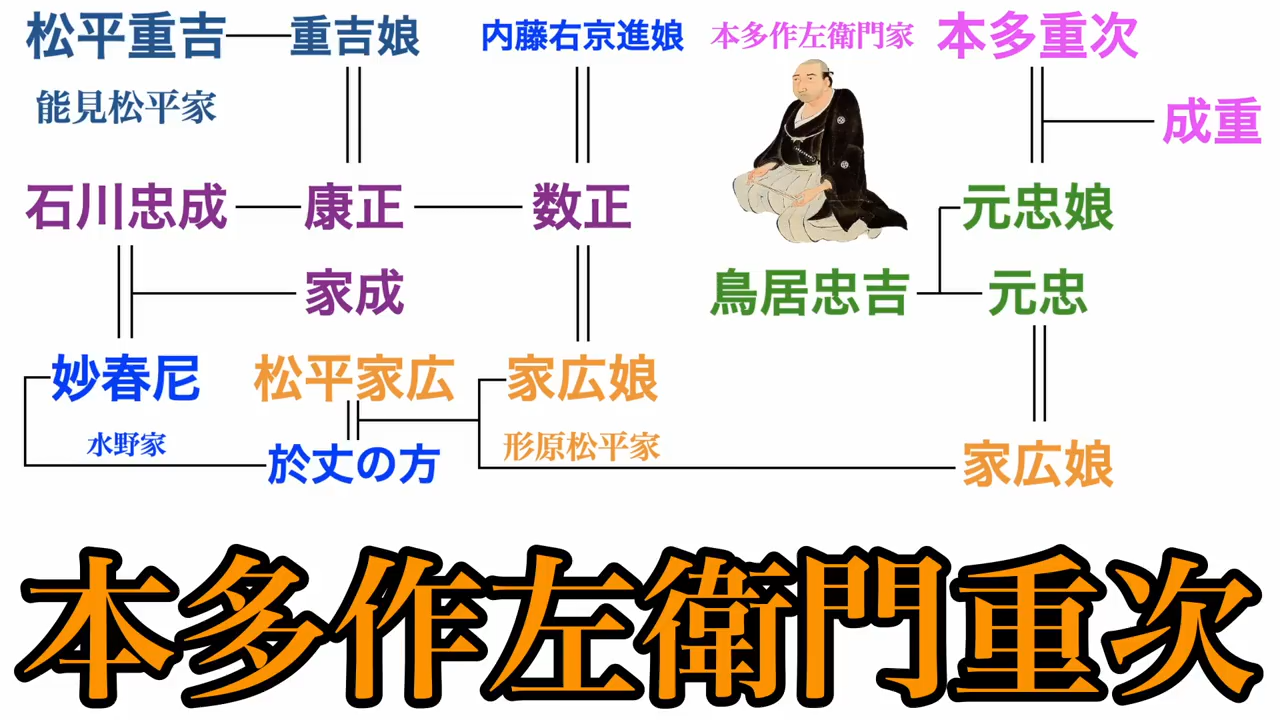 松平重吉 重吉娘 内藤右京進娘 本多作左衛門家 本多重次
能見松平家 成重
石川忠成 康正 数正 元忠娘
家成 鳥居忠吉 元忠
妙春尼 松平家広 家広娘
水野家 於丈の方 形原松平家 家広娘
本多作左衛門重次